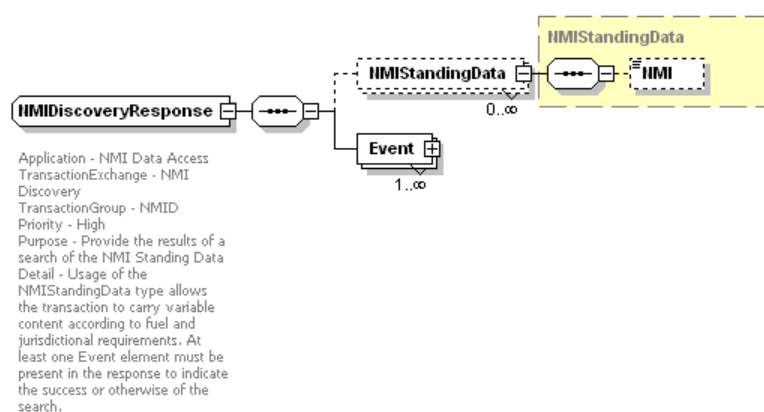 NMIStandingData
NMIStandingData
NMI
0..∞
NMIDiscoveryResponse
Event
1..∞
Application - NMI Data Access
TransactionExchange - NMI
Discovery
TransactionGroup - NMID
Priority - High
Purpose - Provide the results of a
search of the NMI Standing Data
Detail - Usage of the
NMIStandingData type allows
the transaction to carry variable
content according to fuel and
jurisdictional requirements. At
least one Event element must be
present in the response to indicate
the success or otherwise of the
search.